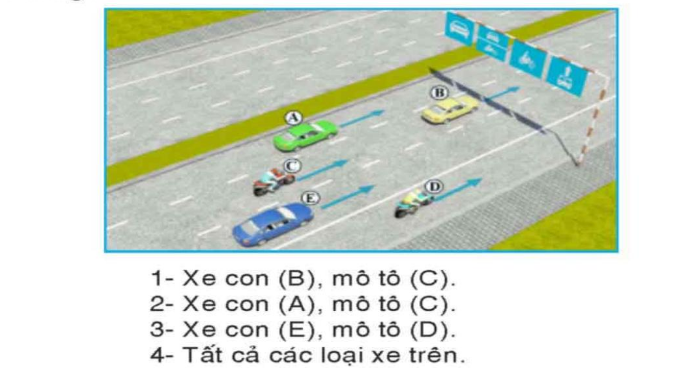 A
B
C
E
D
1- Xe con (B), mô tô (C).
2- Xe con (A), mô tô (C).
3- Xe con (E), mô tô (D).
4- Tất cả các loại xe trên.